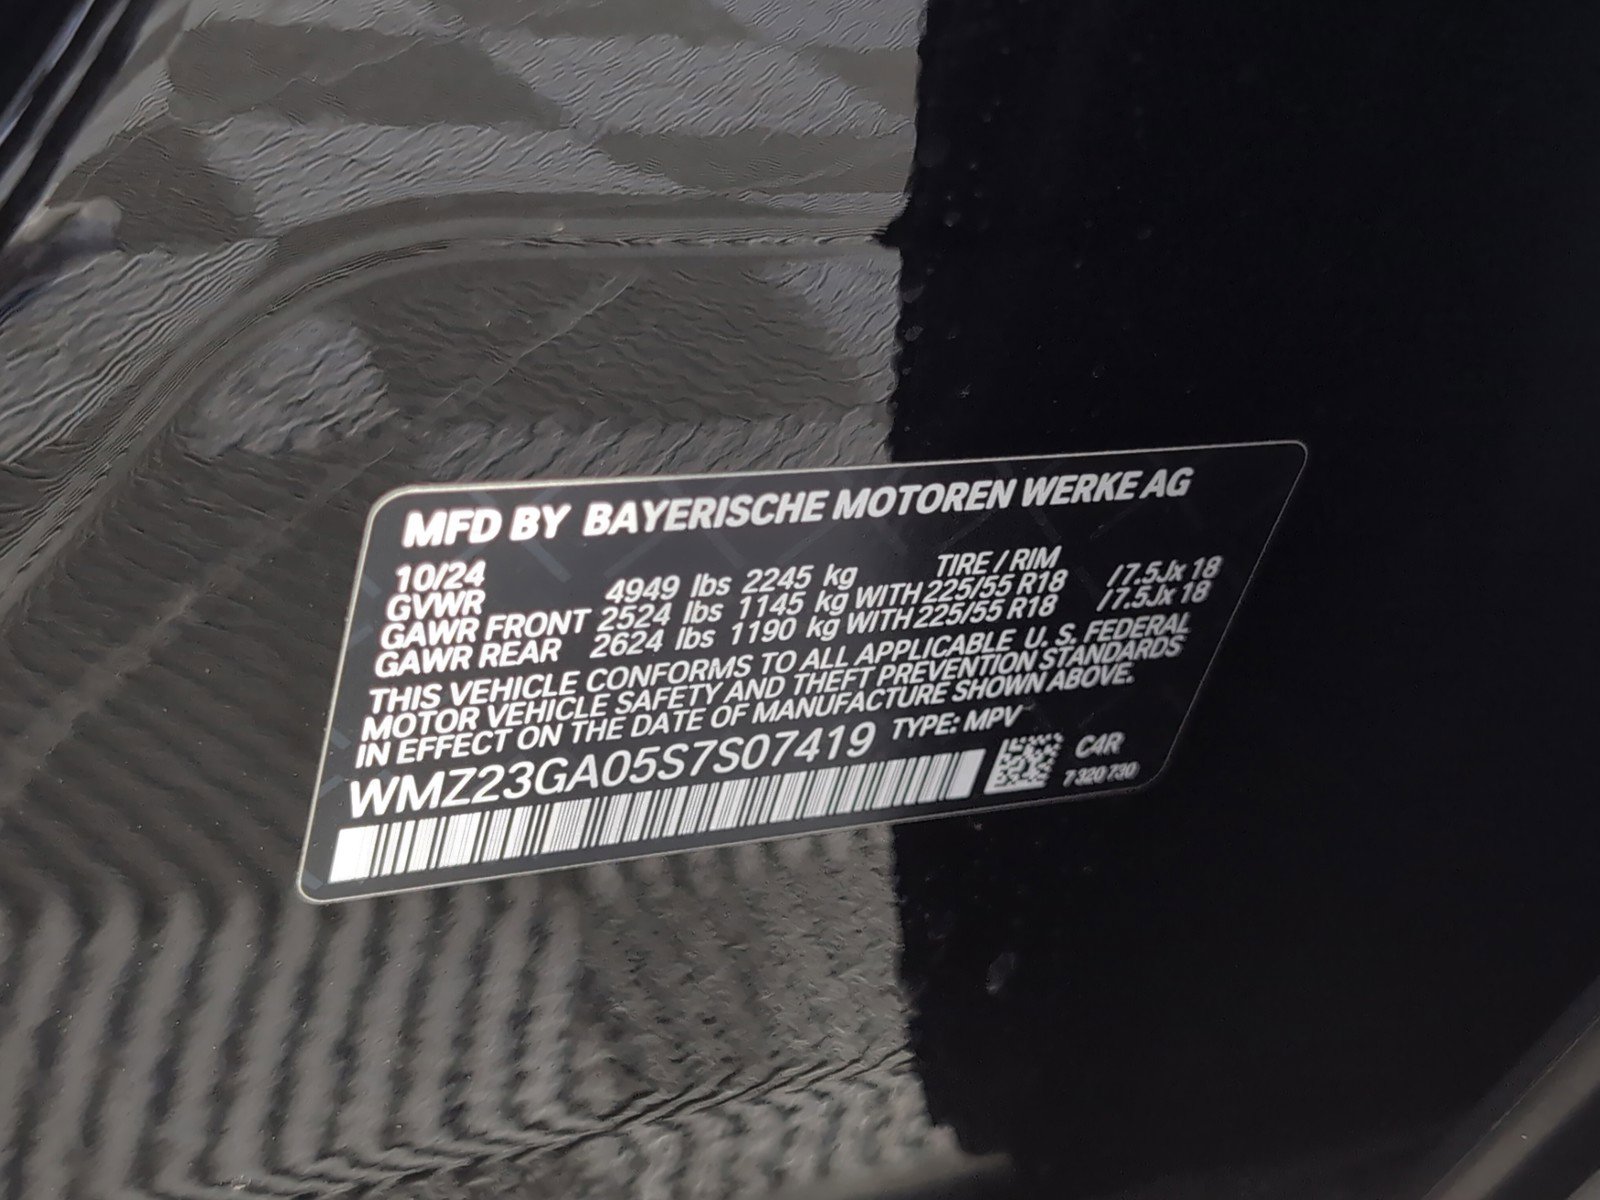 MFD BY BAYERISCHE MOTOREN WERKE AG
10/24 TIRE / RIM
GVWR 4949 lbs 2245 kg
GAWR FRONT 2524 lbs 1145 kg WITH 225/55 R18 / 7.5Jx 18
GAWR REAR 2624 lbs 1190 kg WITH 225/55 R18 / 7.5Jx 18
THIS VEHICLE CONFORMS TO ALL APPLICABLE U. S. FEDERAL
MOTOR VEHICLE SAFETY AND THEFT PREVENTION STANDARDS
IN EFFECT ON THE DATE OF MANUFACTURE SHOWN ABOVE.
WMZ23GA05S7S07419 TYPE: MPV
C4R
7 320 730